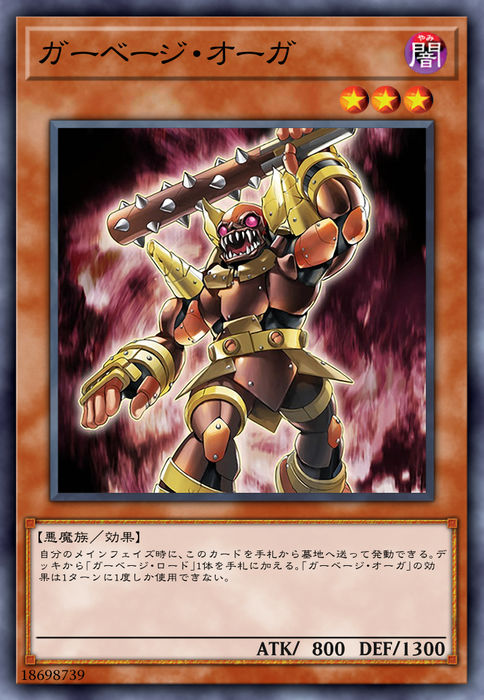 ガーベージ・オーガ
やみ
闇
【悪魔族／効果】
自分のメインフェイズ時に、このカードを手札から墓地へ送って発動できる。デ
ッキから「ガーベージ・ロード」1体を手札に加える。「ガーベージ・オーガ」の効
果は1ターンに1度しか使用できない。
ATK/ 800 DEF/1300
18698739